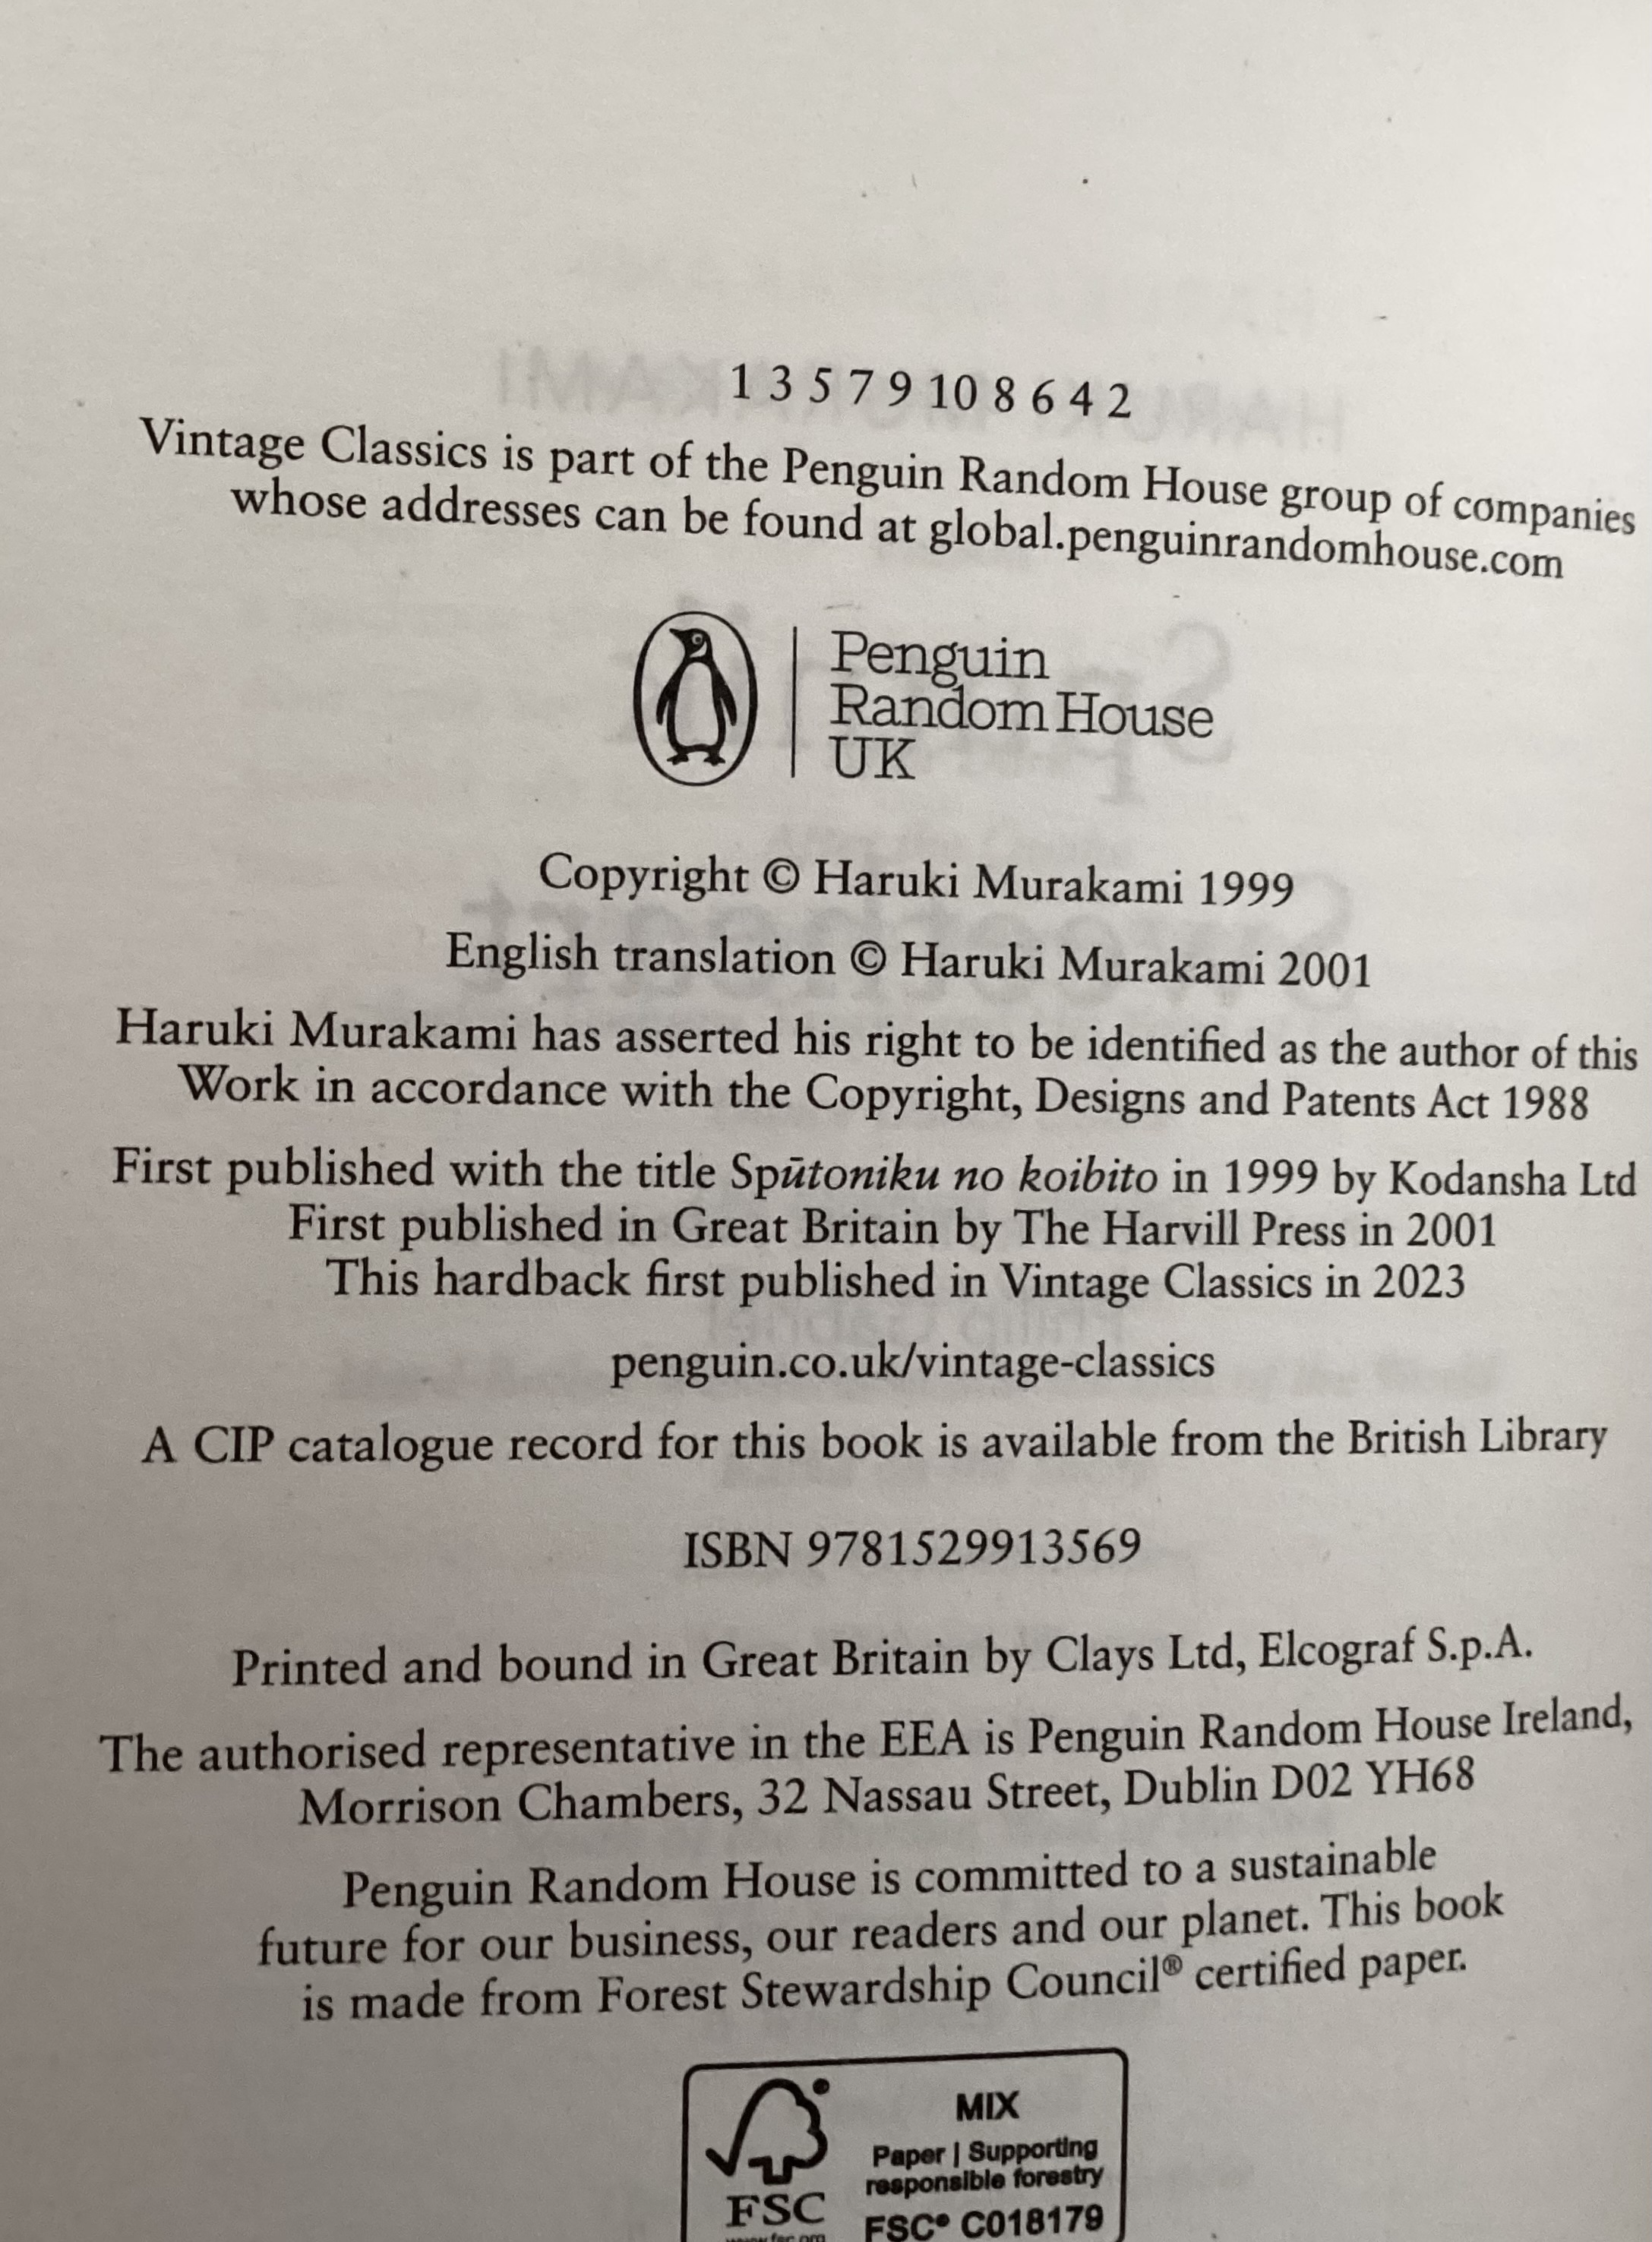 1 3 5 7 9 10 8 6 4 2
Vintage Classics is part of the Penguin Random House group of companies
whose addresses can be found at global.penguinrandomhouse.com
Penguin
Random House
UK
Copyright © Haruki Murakami 1999
English translation © Haruki Murakami 2001
Haruki Murakami has asserted his right to be identified as the author of this
Work in accordance with the Copyright, Designs and Patents Act 1988
First published with the title Spūtoniku no koibito in 1999 by Kodansha Ltd
First published in Great Britain by The Harvill Press in 2001
This hardback first published in Vintage Classics in 2023
penguin.co.uk/vintage-classics
A CIP catalogue record for this book is available from the British Library
ISBN 9781529913569
Printed and bound in Great Britain by Clays Ltd, Elcograf S.p.A.
The authorised representative in the EEA is Penguin Random House Ireland,
Morrison Chambers, 32 Nassau Street, Dublin D02 YH68
Penguin Random House is committed to a sustainable
future for our business, our readers and our planet. This book
is made from Forest Stewardship Council® certified paper.
MIX
Paper | Supporting
responsible forestry
FSC
FSC® C018179